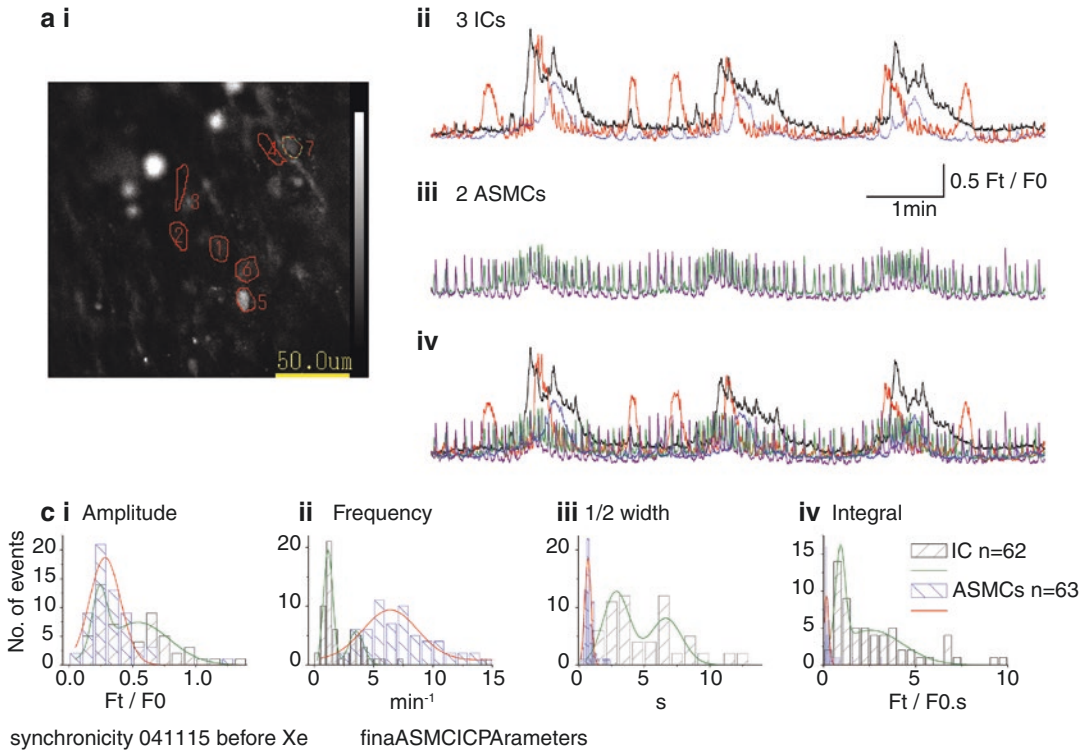 a i
ii 3 ICs
1
2
3
4
5
6
7
50.0um
0.5 Ft / F0
1min
iii 2 ASMCs
iv
c i Amplitude
ii Frequency
iii 1/2 width
iv Integral
No. of events
20
15
10
5
0
0.0 0.5 1.0
Ft / F0
20
10
0
0 5 10 15
min⁻¹
20
10
0
0 5 10
s
15
10
5
0
0 5 10
Ft / F0.s
IC n=62
ASMCs n=63
synchronicity 041115 before Xe finaASMCICPArameters